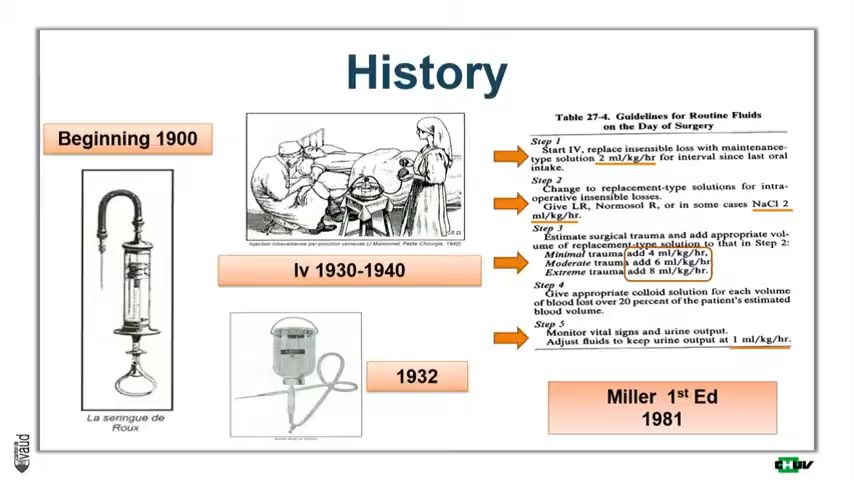 History
Beginning 1900
La seringue de
Roux
Injection intraveineuse par ponction veineuse (J Maisonnet, Petite Chirurgie, 1942)
Iv 1930-1940
1932
Table 27-4. Guidelines for Routine Fluids
on the Day of Surgery
Step 1
Start IV, replace insensible loss with maintenance-
type solution 2 ml/kg/hr for interval since last oral
intake.
Step 2
Change to replacement-type solutions for intra-
operative insensible losses.
Give LR, Normosol R, or in some cases NaCl 2
ml/kg/hr.
Step 3
Estimate surgical trauma and add appropriate vol-
ume of replacement-type solution to that in Step 2:
Minimal trauma add 4 ml/kg/hr,
Moderate trauma add 6 ml/kg/hr
Extreme trauma add 8 ml/kg/hr.
Step 4
Give appropriate colloid solution for each volume
of blood lost over 20 percent of the patient's estimated
blood volume.
Step 5
Monitor vital signs and urine output.
Adjust fluids to keep urine output at 1 ml/kg/hr.
Miller 1st Ed
1981
vaud
CHUV